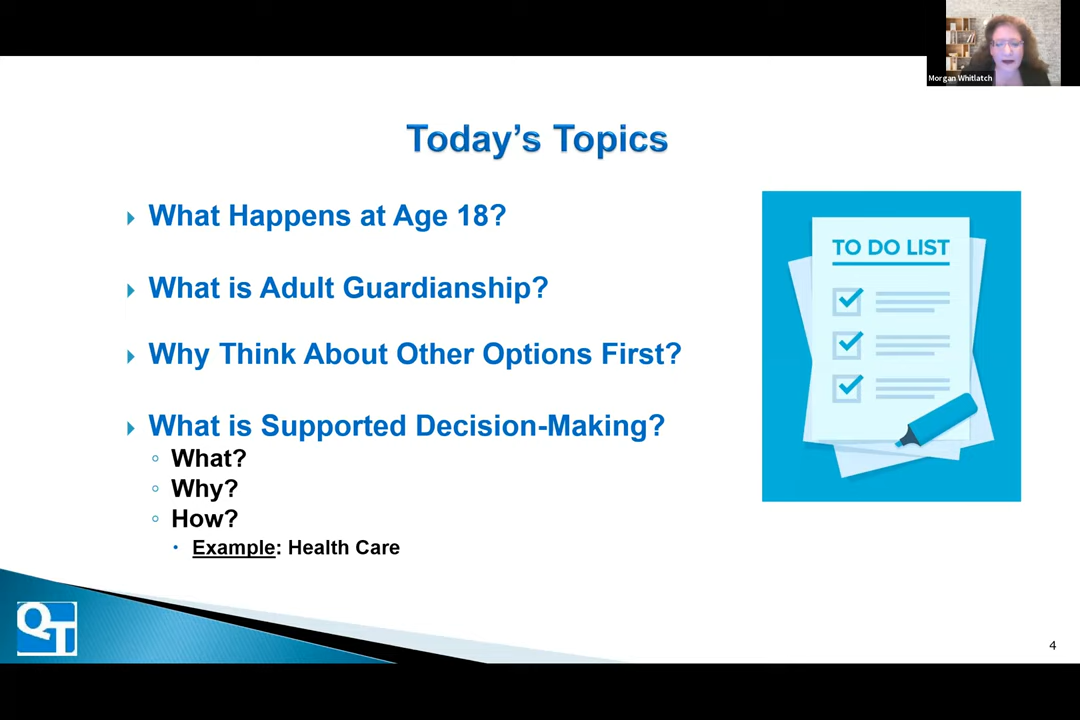 Morgan Whitlatch
Today's Topics
What Happens at Age 18?
What is Adult Guardianship?
Why Think About Other Options First?
What is Supported Decision-Making?
What?
Why?
How?
Example: Health Care
TO DO LIST
QT
4